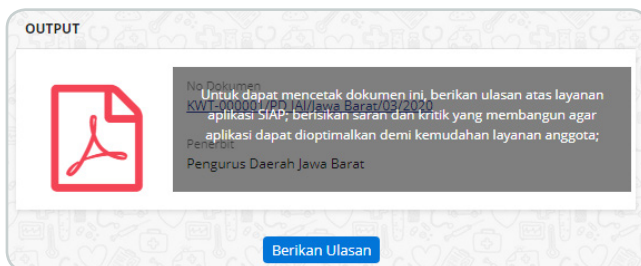 OUTPUT
No Dokumen
KWT-000001/PD IAI/Jawa Barat/03/2020
Untuk dapat mencetak dokumen ini, berikan ulasan atas layanan
aplikasi SIAP; berisikan saran dan kritik yang membangun agar
aplikasi dapat dioptimalkan demi kemudahan layanan anggota;
Penerbit
Pengurus Daerah Jawa Barat
Berikan Ulasan